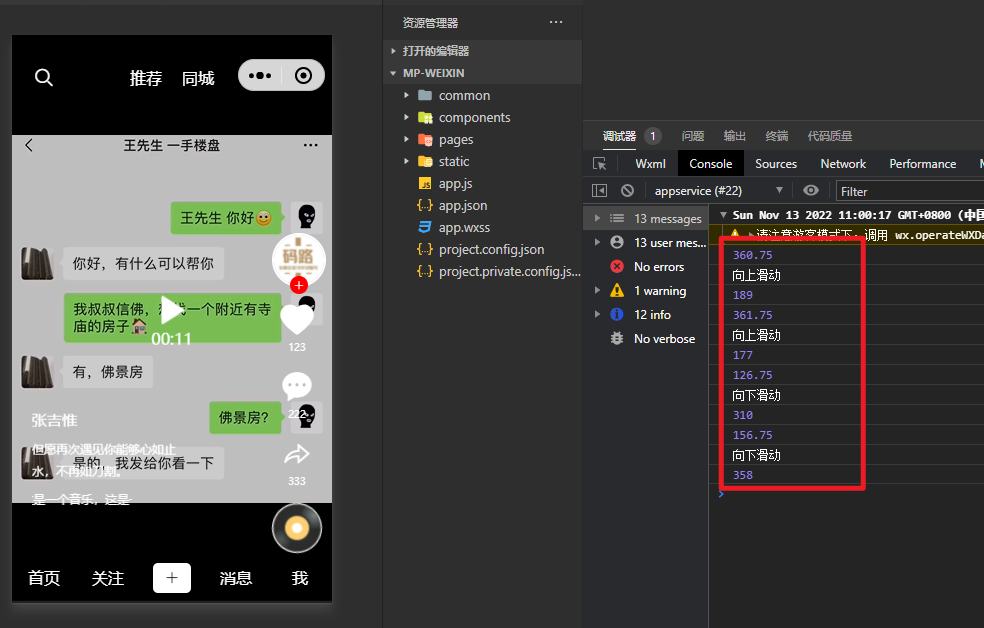 推荐
同城
王先生 一手楼盘
王先生 你好
你好，有什么可以帮你
我叔叔信佛，
一个附近有寺
庙的房子
00:11
有，佛景房
佛景房？
是的，我发给你看一下
码路
123
222
333
张吉惟
但愿再次遇见你能够心如止
水，不再如刀割。
是一个音乐，这是
首页
关注
+
消息
我
资源管理器
···
打开的编辑器
MP-WEIXIN
common
components
pages
static
app.js
app.json
app.wxss
project.config.json
project.private.config.js...
调试器
1
问题
输出
终端
代码质量
Wxml
Console
Sources
Network
Performance
appservice (#22)
Filter
13 messages
13 user mes...
No errors
1 warning
12 info
No verbose
Sun Nov 13 2022 11:00:17 GMT+0800 (中国
请注意游客模式下，调用 wx.operateWXDa
360.75
向上滑动
189
361.75
向上滑动
177
126.75
向下滑动
310
156.75
向下滑动
358